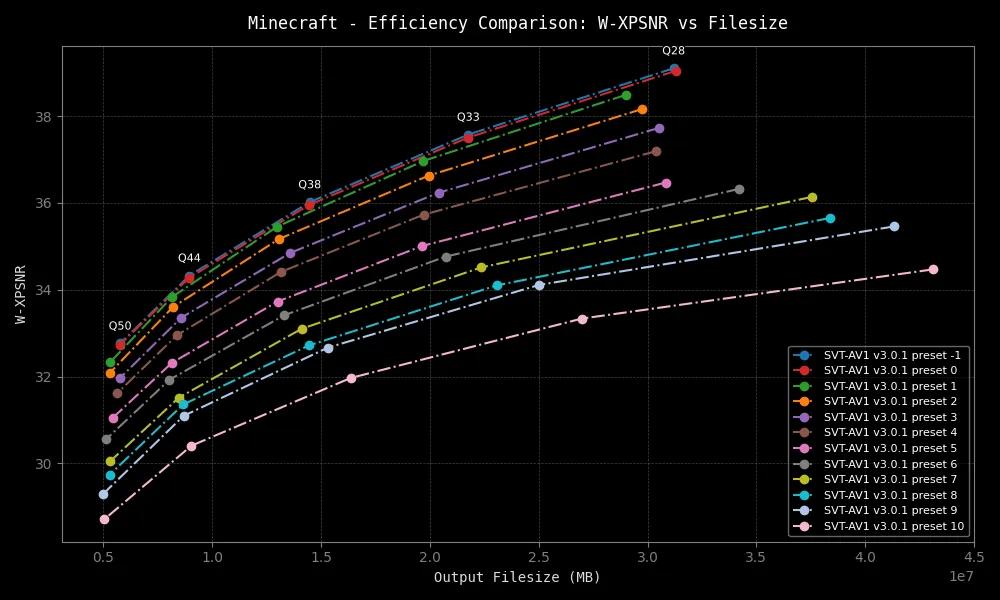 Minecraft - Efficiency Comparison: W-XPSNR vs Filesize
Q28
Q33
Q38
Q44
Q50
W-XPSNR
38
36
34
32
30
SVT-AV1 v3.0.1 preset -1
SVT-AV1 v3.0.1 preset 0
SVT-AV1 v3.0.1 preset 1
SVT-AV1 v3.0.1 preset 2
SVT-AV1 v3.0.1 preset 3
SVT-AV1 v3.0.1 preset 4
SVT-AV1 v3.0.1 preset 5
SVT-AV1 v3.0.1 preset 6
SVT-AV1 v3.0.1 preset 7
SVT-AV1 v3.0.1 preset 8
SVT-AV1 v3.0.1 preset 9
SVT-AV1 v3.0.1 preset 10
0.5 1.0 1.5 2.0 2.5 3.0 3.5 4.0 4.5
1e7
Output Filesize (MB)